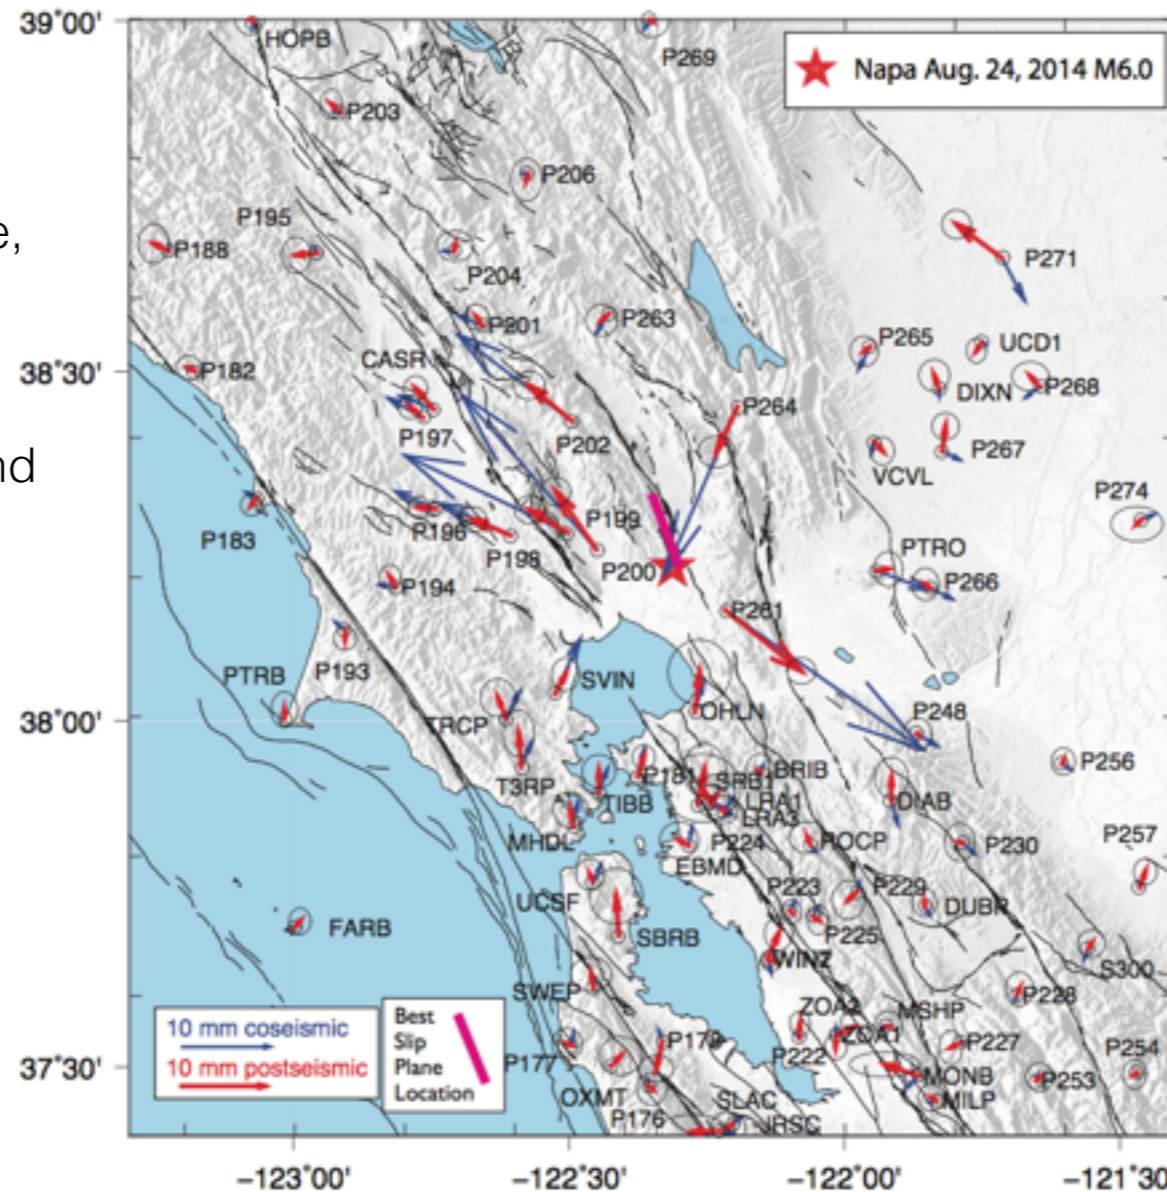 39°00'
HOPB
P269
Napa Aug. 24, 2014 M6.0
P203
P206
P195
e,
P188
P204
P271
P201
P263
P265
UCD1
CASR
38°30'
P182
DIXN
P268
P264
P197
P202
P267
nd
VCVL
P274
P199
P196
P183
P198
PTRO
P200
P266
P194
P261
P193
PTRB
SVIN
38°00'
TRCP
OHLN
P248
P181
BRIB
P256
SRB1
T3RP
TIBB
LRA1
DIAB
LRA3
MHDL
P224
ROCP
P230
P257
EBMD
P223
P229
UCSF
DUBR
FARB
SBRB
P225
WINZ
S300
SWEP
P228
ZOA2
MSHP
10 mm coseismic
10 mm postseismic
Best
Slip
Plane
Location
ZOA1
P178
P227
P177
P222
P254
37°30'
MONB
P253
OXMT
SLAC
MILP
P176
JRSC
−123°00'
−122°30'
−122°00'
−121°30